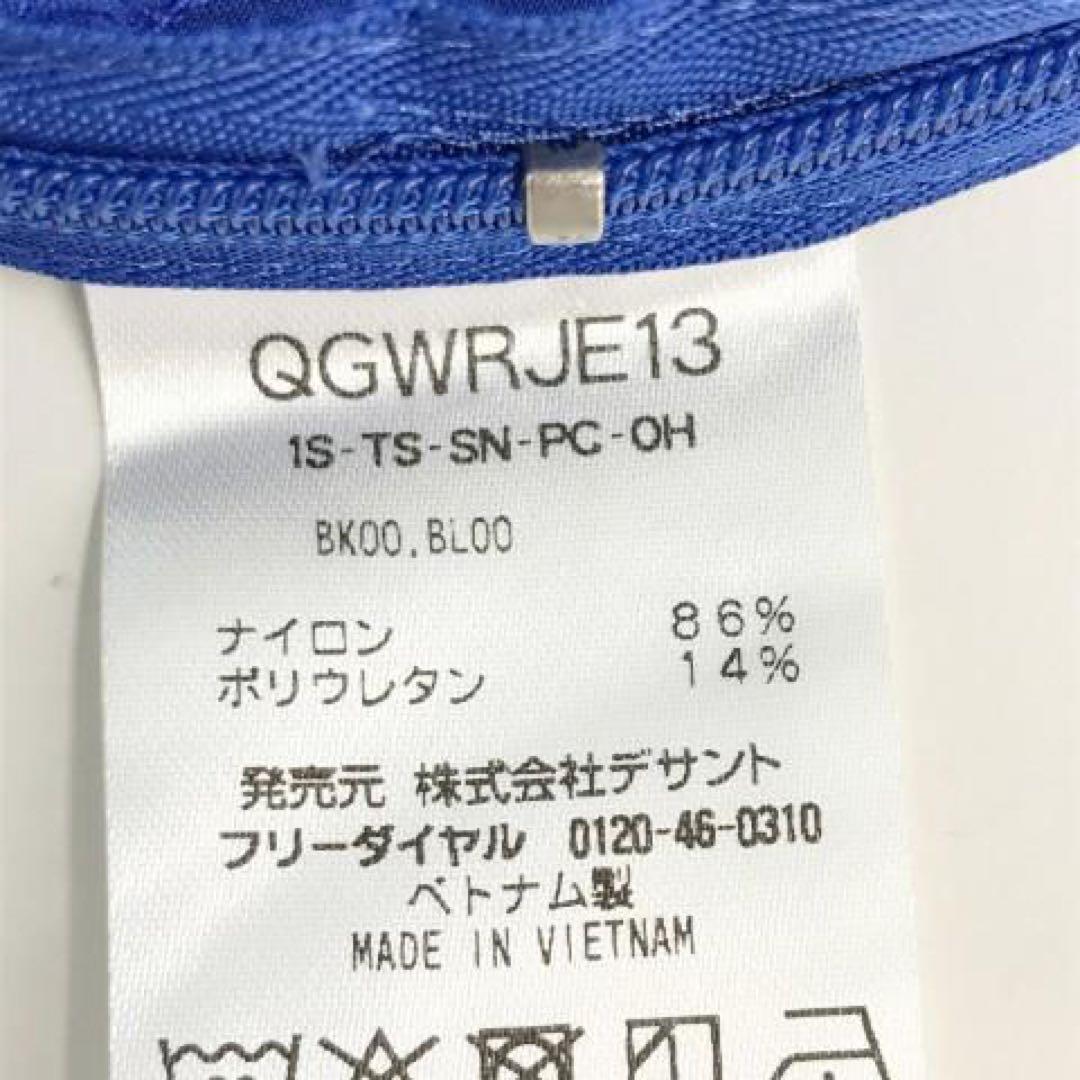 QGWRJE13
1S-TS-SN-PC-OH
BK00.BL00
ナイロン 86%
ポリウレタン 14%
発売元 株式会社デサント
フリーダイヤル 0120-46-0310
ベトナム製
MADE IN VIETNAM